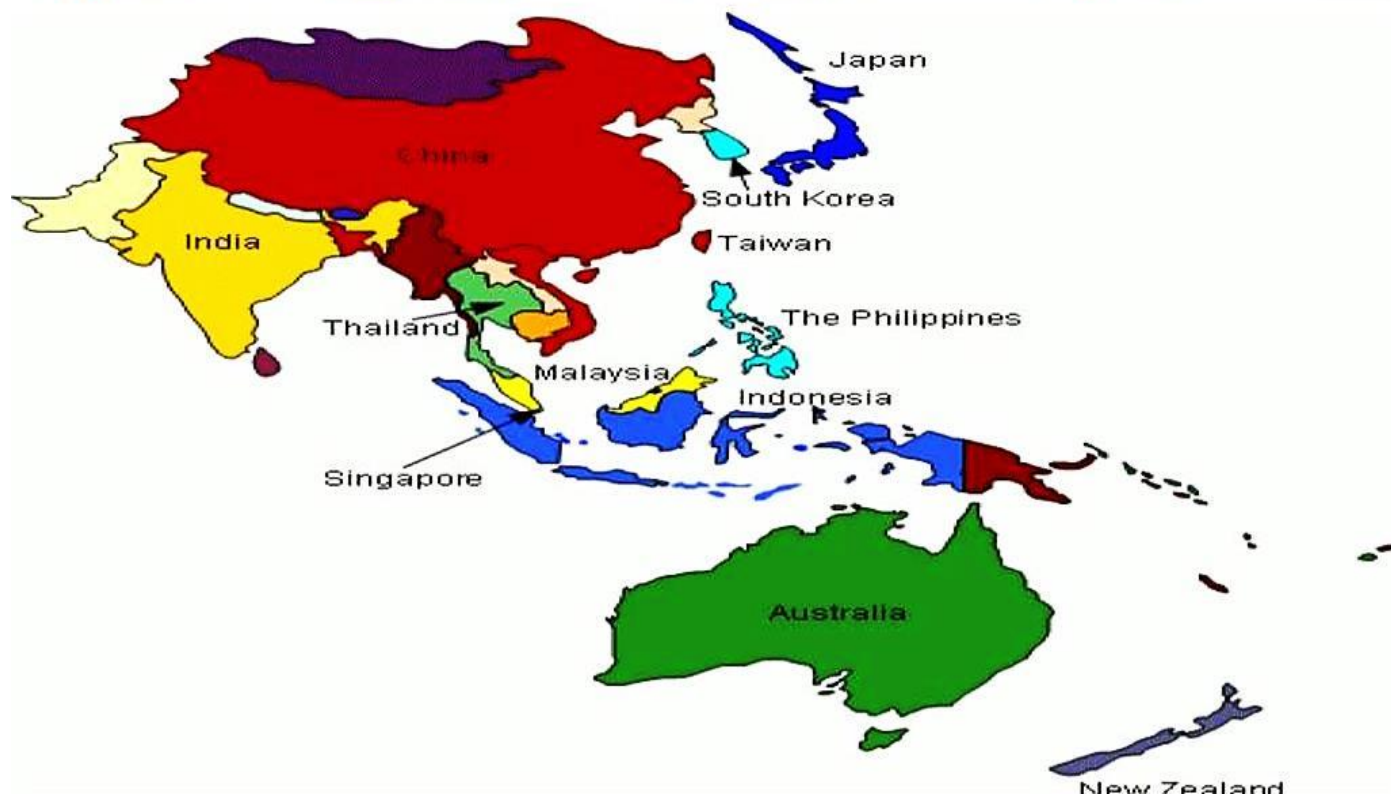 Japan
China
South Korea
India
Taiwan
Thailand
The Philippines
Malaysia
Indonesia
Singapore
Australia
New Zealand